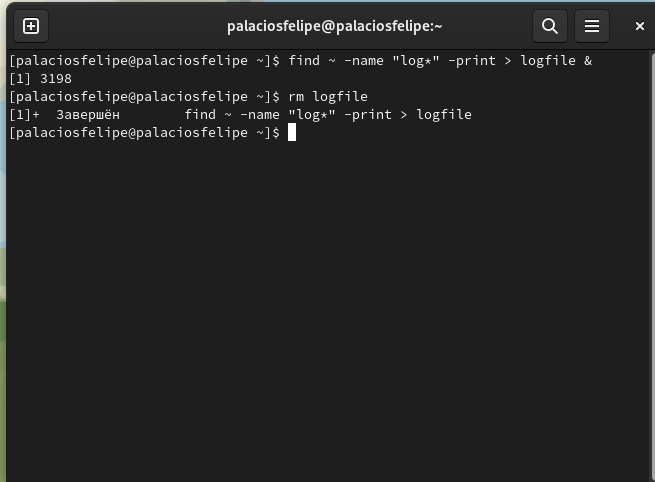 palaciosfelipe@palaciosfelipe:~
[palaciosfelipe@palaciosfelipe ~]$ find ~ -name "log*" -print > logfile &
[1] 3198
[palaciosfelipe@palaciosfelipe ~]$ rm logfile
[1]+  Завершён        find ~ -name "log*" -print > logfile
[palaciosfelipe@palaciosfelipe ~]$